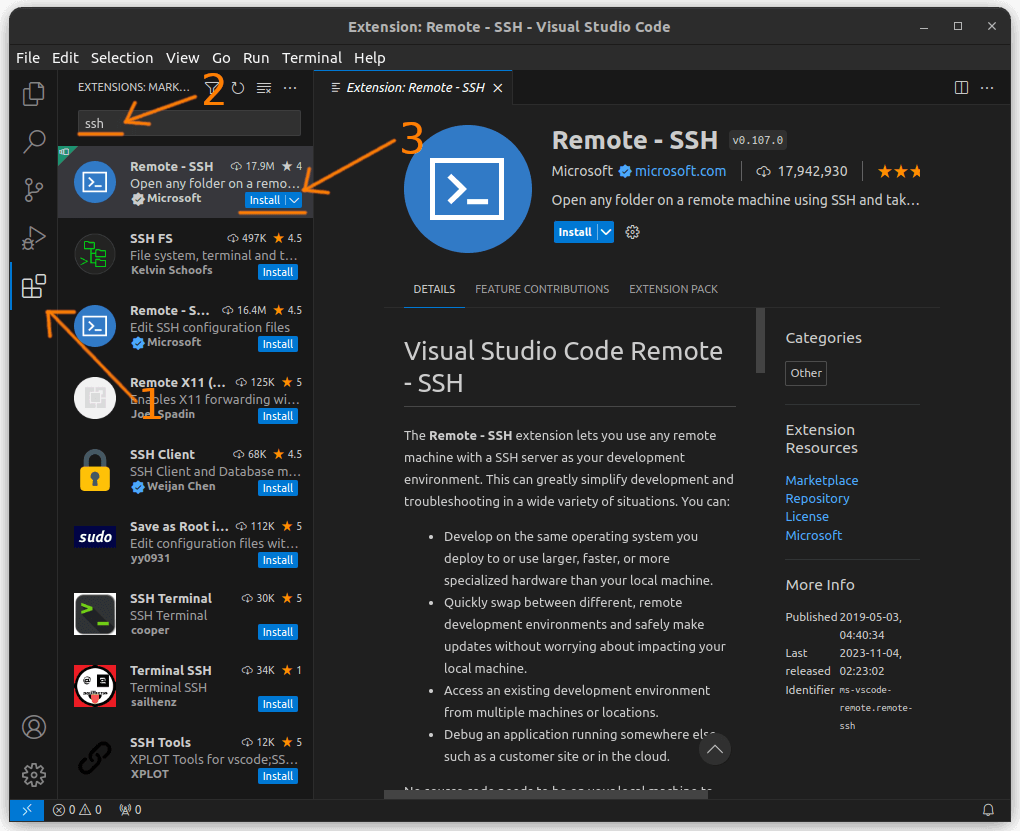 Extension: Remote - SSH - Visual Studio Code
File Edit Selection View Go Run Terminal Help
EXTENSIONS: MARK...
2
ssh
Remote - SSH 17.9M 4
Open any folder on a remo...
Microsoft Install
SSH FS 497K 4.5
File system, terminal and t...
Kelvin Schoofs Install
Remote - S... 16.4M 4.5
Edit SSH configuration files
Microsoft Install
Remote X11 (... 125K 5
Enables X11 forwarding wi...
Joel Spadin Install
1
SSH Client 68K 4.5
SSH Client and Database m...
Weijan Chen Install
sudo
Save as Root i... 112K 5
Edit configuration files wit...
yy0931 Install
SSH Terminal 30K 5
SSH Terminal
cooper Install
Terminal SSH 34K 1
Terminal SSH
sailhenz Install
SSH Tools 12K 5
XPLOT Tools for vscode;SS...
XPLOT Install
Extension: Remote - SSH
3
Remote - SSH v0.107.0
Microsoft microsoft.com 17,942,930
Open any folder on a remote machine using SSH and tak...
Install
DETAILS FEATURE CONTRIBUTIONS EXTENSION PACK
Visual Studio Code Remote
- SSH
The Remote - SSH extension lets you use any remote
machine with a SSH server as your development
environment. This can greatly simplify development and
troubleshooting in a wide variety of situations. You can:
• Develop on the same operating system you
deploy to or use larger, faster, or more
specialized hardware than your local machine.
• Quickly swap between different, remote
development environments and safely make
updates without worrying about impacting your
local machine.
• Access an existing development environment
from multiple machines or locations.
• Debug an application running somewhere else
such as a customer site or in the cloud.
No source code needs to be on your local machine to
Categories
Other
Extension
Resources
Marketplace
Repository
License
Microsoft
More Info
Published 2019-05-03,
04:40:34
Last 2023-11-04,
released 02:23:02
Identifier ms-vscode-
remote.remote-
ssh
0 0 0